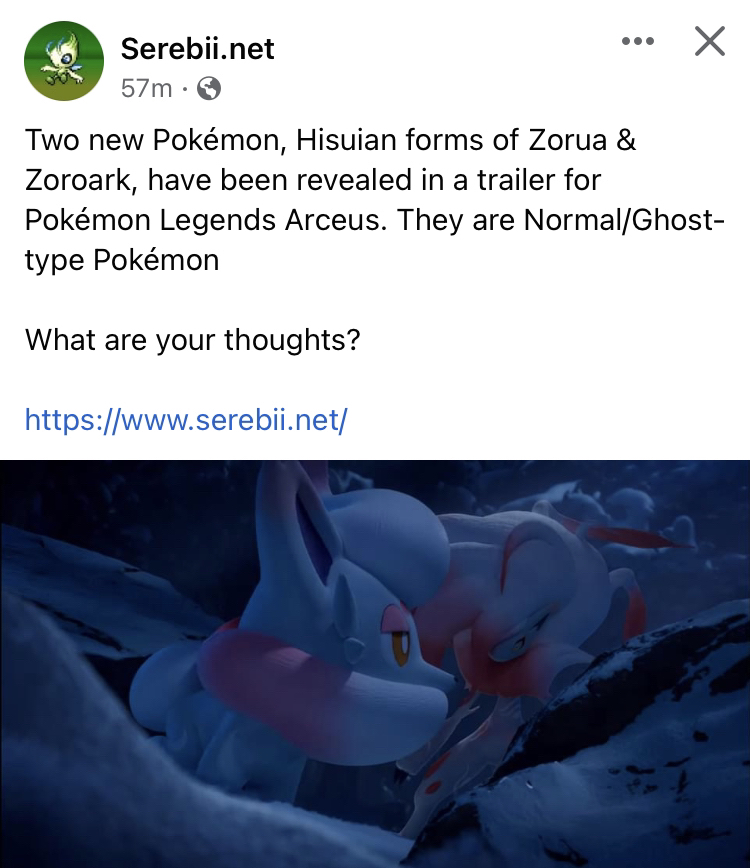 Serebii.net
57m ·
Two new Pokémon, Hisuian forms of Zorua &
Zoroark, have been revealed in a trailer for
Pokémon Legends Arceus. They are Normal/Ghost-
type Pokémon
What are your thoughts?
https://www.serebii.net/